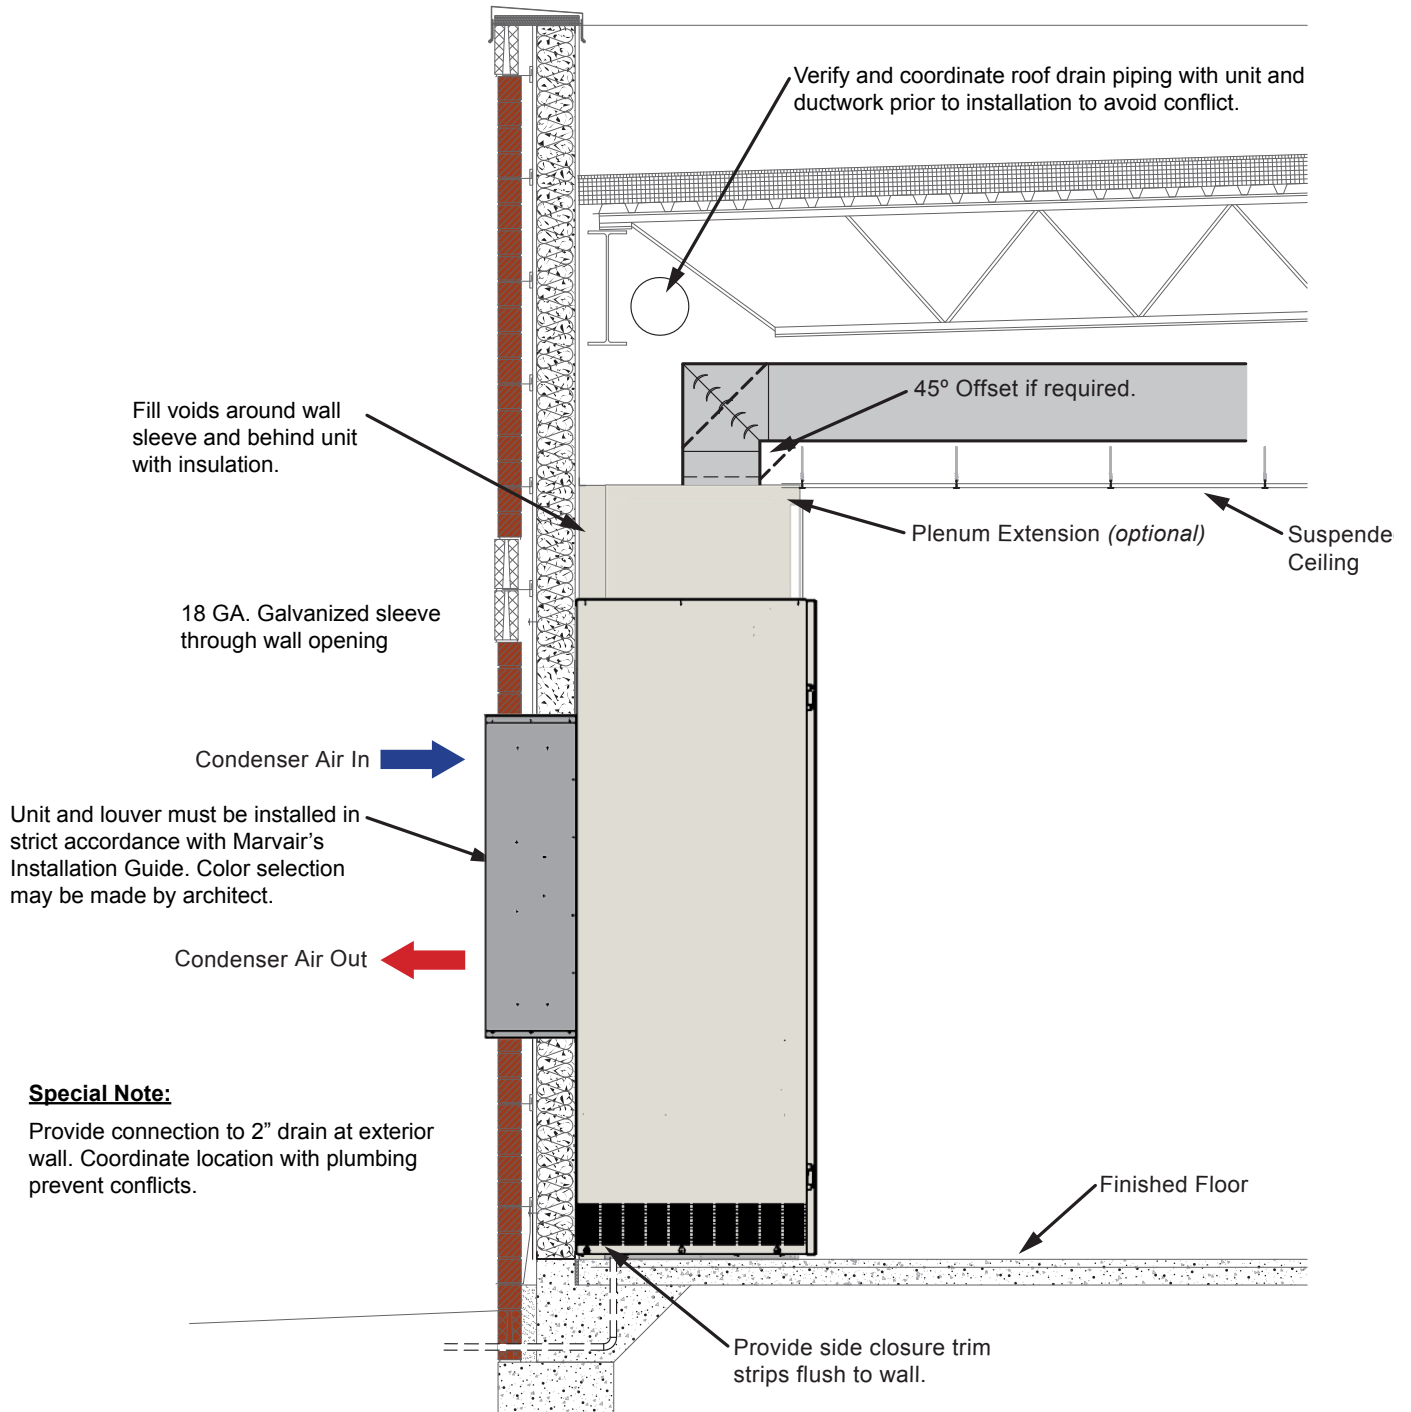 Verify and coordinate roof drain piping with unit and
ductwork prior to installation to avoid conflict.
45º Offset if required.
Fill voids around wall
sleeve and behind unit
with insulation.
Plenum Extension (optional)
Suspende
Ceiling
18 GA. Galvanized sleeve
through wall opening
Condenser Air In
Unit and louver must be installed in
strict accordance with Marvair’s
Installation Guide. Color selection
may be made by architect.
Condenser Air Out
Special Note:
Provide connection to 2” drain at exterior
wall. Coordinate location with plumbing
prevent conflicts.
Finished Floor
Provide side closure trim
strips flush to wall.